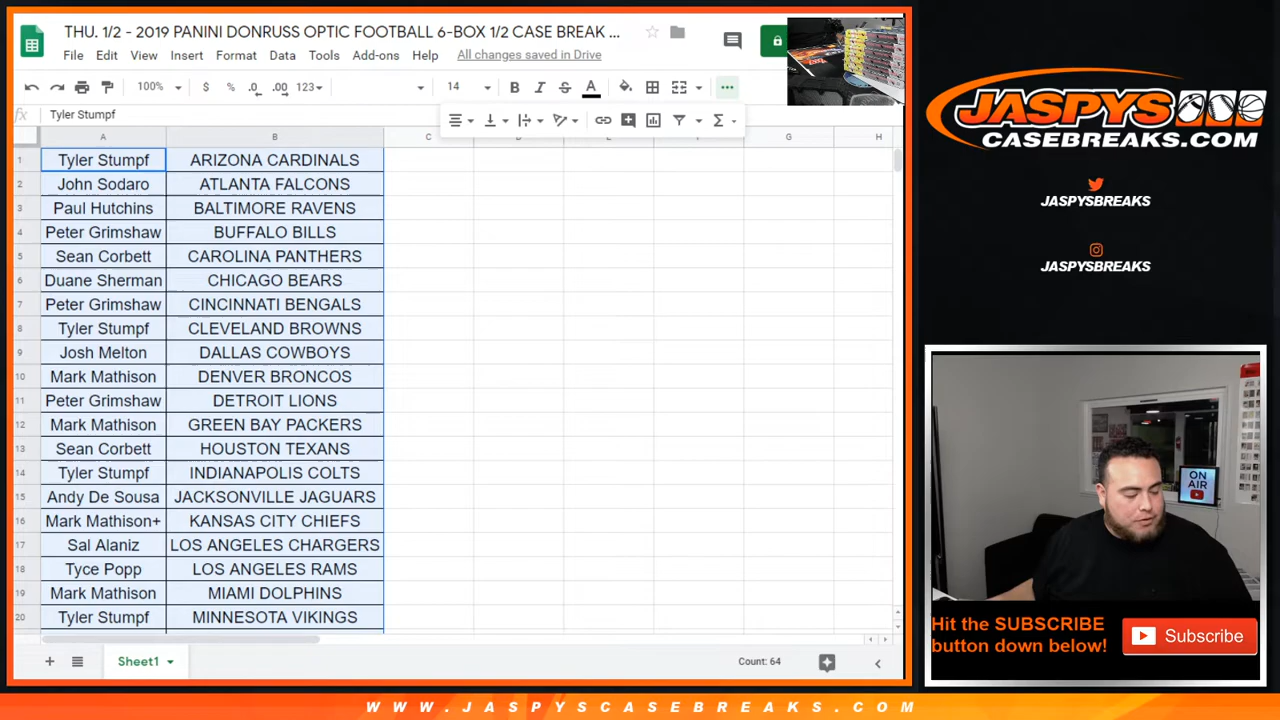 THU. 1/2 - 2019 PANINI DONRUSS OPTIC FOOTBALL 6-BOX 1/2 CASE BREAK ...
File Edit View Insert Format Data Tools Add-ons Help All changes saved in Drive
100% $ % .0 .00 123 14 B I S A
fx Tyler Stumpf
A B C D E F G H
1 Tyler Stumpf ARIZONA CARDINALS
2 John Sodaro ATLANTA FALCONS
3 Paul Hutchins BALTIMORE RAVENS
4 Peter Grimshaw BUFFALO BILLS
5 Sean Corbett CAROLINA PANTHERS
6 Duane Sherman CHICAGO BEARS
7 Peter Grimshaw CINCINNATI BENGALS
8 Tyler Stumpf CLEVELAND BROWNS
9 Josh Melton DALLAS COWBOYS
10 Mark Mathison DENVER BRONCOS
11 Peter Grimshaw DETROIT LIONS
12 Mark Mathison GREEN BAY PACKERS
13 Sean Corbett HOUSTON TEXANS
14 Tyler Stumpf INDIANAPOLIS COLTS
15 Andy De Sousa JACKSONVILLE JAGUARS
16 Mark Mathison+ KANSAS CITY CHIEFS
17 Sal Alaniz LOS ANGELES CHARGERS
18 Tyce Popp LOS ANGELES RAMS
19 Mark Mathison MIAMI DOLPHINS
20 Tyler Stumpf MINNESOTA VIKINGS
Sheet1
Count: 64
JASPYS
CASEBREAKS.COM
JASPYSBREAKS
JASPYSBREAKS
ON
AIR
Hit the SUBSCRIBE
button down below!
Subscribe
WWW.JASPYSCASEBREAKS.COM